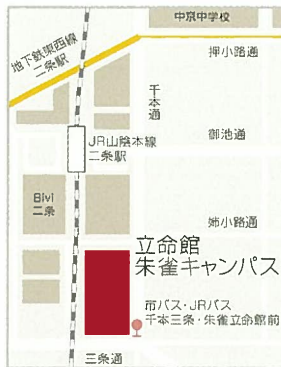 中京中学校
地下鉄東西線
二条駅
押小路通
千本通
御池通
JR山陰本線
二条駅
Bivi
二条
姉小路通
立命館
朱雀キャンパス
市バス・JRバス
千本三条・朱雀立命館前
三条通